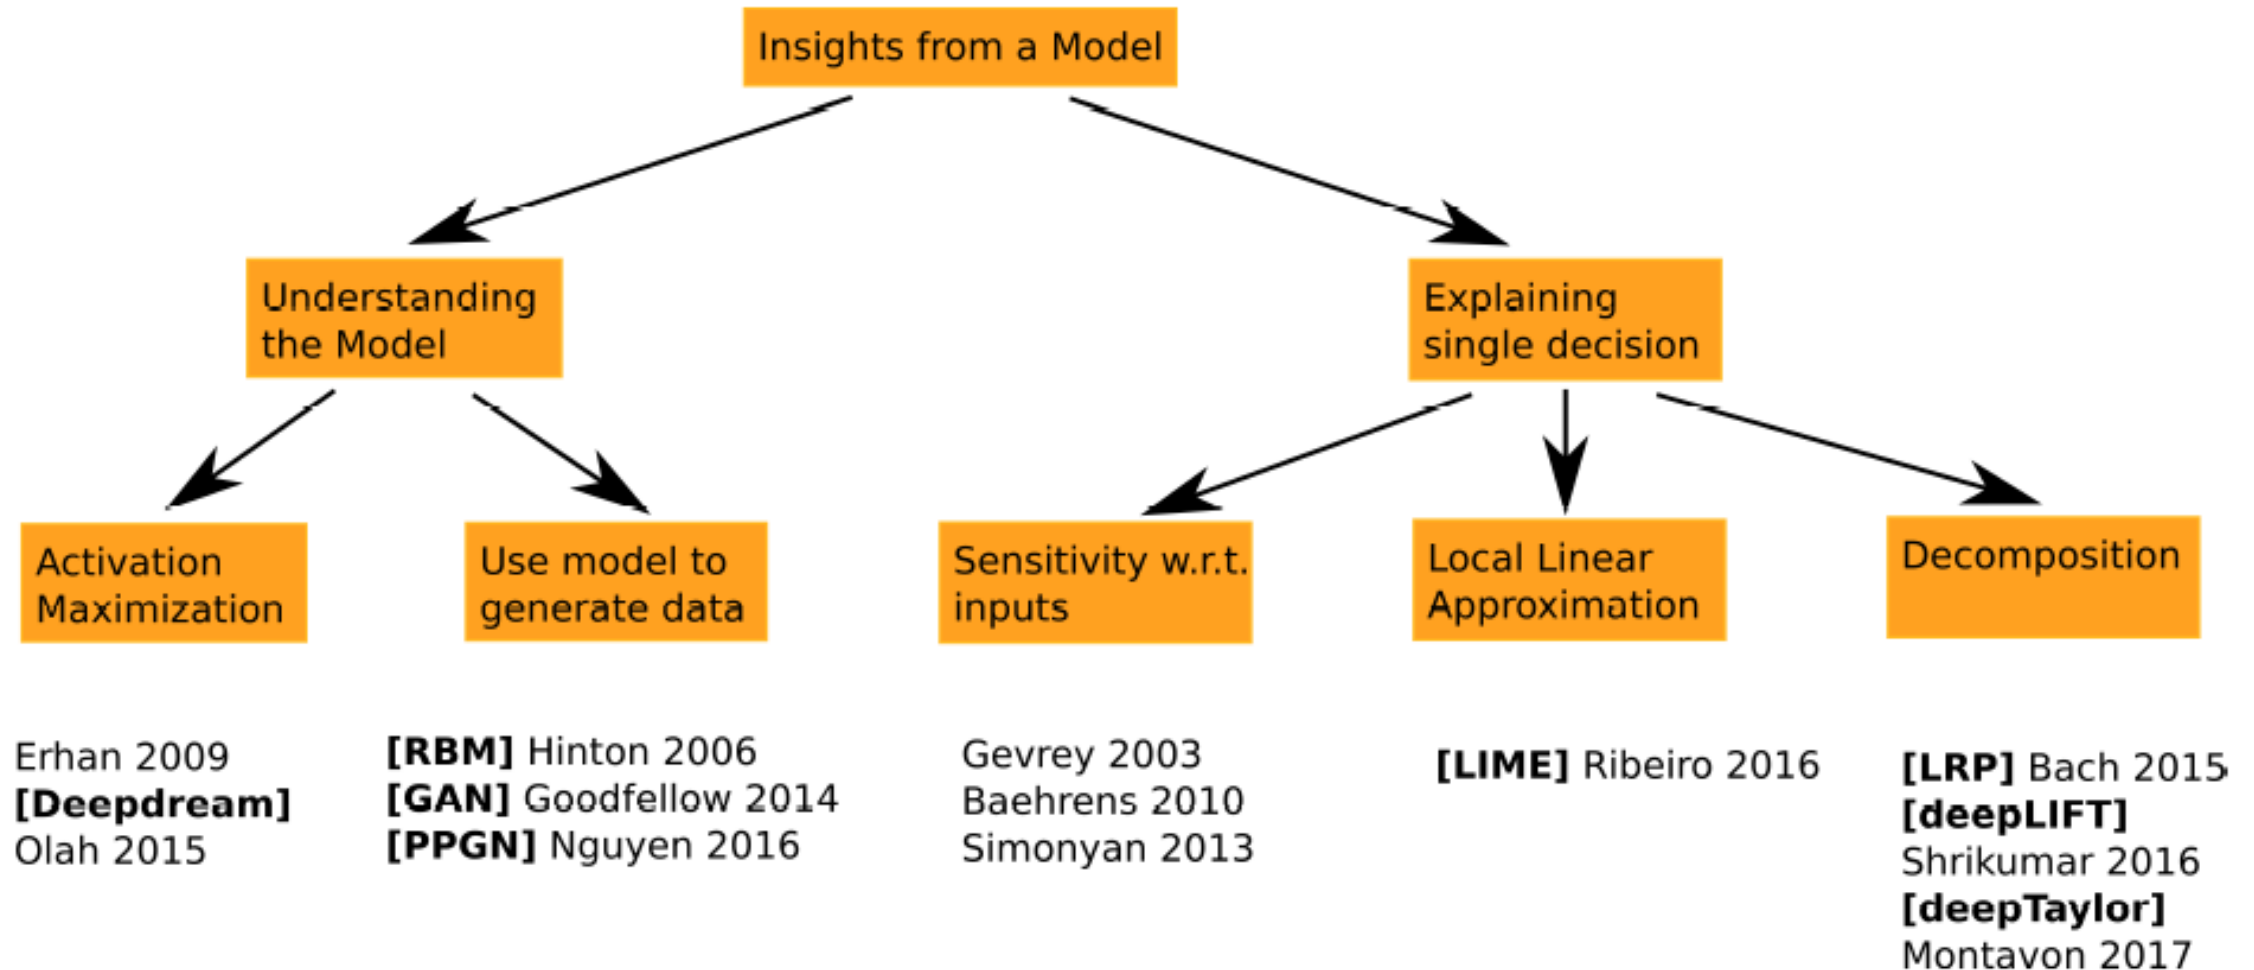 Insights from a Model
Understanding
the Model
Explaining
single decision
Activation
Maximization
Use model to
generate data
Sensitivity w.r.t.
inputs
Local Linear
Approximation
Decomposition
Erhan 2009
[Deepdream]
Olah 2015
[RBM] Hinton 2006
[GAN] Goodfellow 2014
[PPGN] Nguyen 2016
Gevrey 2003
Baehrens 2010
Simonyan 2013
[LIME] Ribeiro 2016
[LRP] Bach 2015
[deepLIFT]
Shrikumar 2016
[deepTaylor]
Montavon 2017